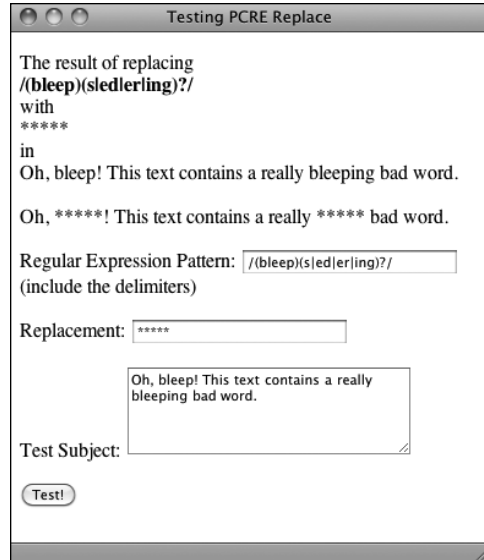 Testing PCRE Replace
The result of replacing
/(bleep)(s|ed|er|ing)?/
with
*****
in
Oh, bleep! This text contains a really bleeping bad word.
Oh, *****! This text contains a really ***** bad word.
Regular Expression Pattern: /(bleep)(s|ed|er|ing)?/
(include the delimiters)
Replacement: *****
Oh, bleep! This text contains a really
bleeping bad word.
Test Subject:
Test!